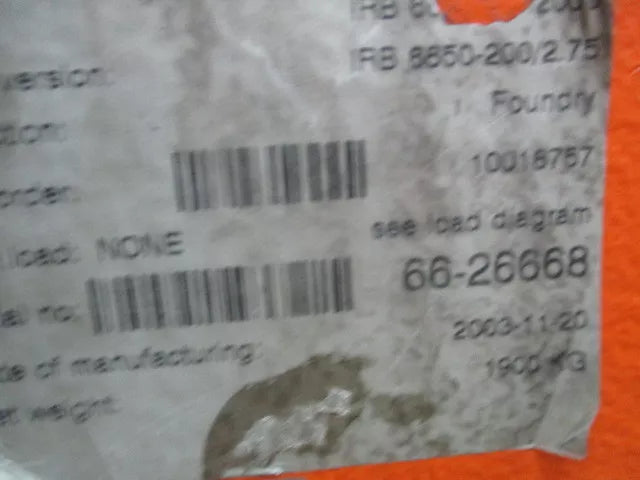 IRB
version: IRB 6650-200/2.75
Foundry
order: 10018757
load: NONE see load diagram
no: 66-26668
of manufacturing: 2003-11-20
weight: 1900 KG